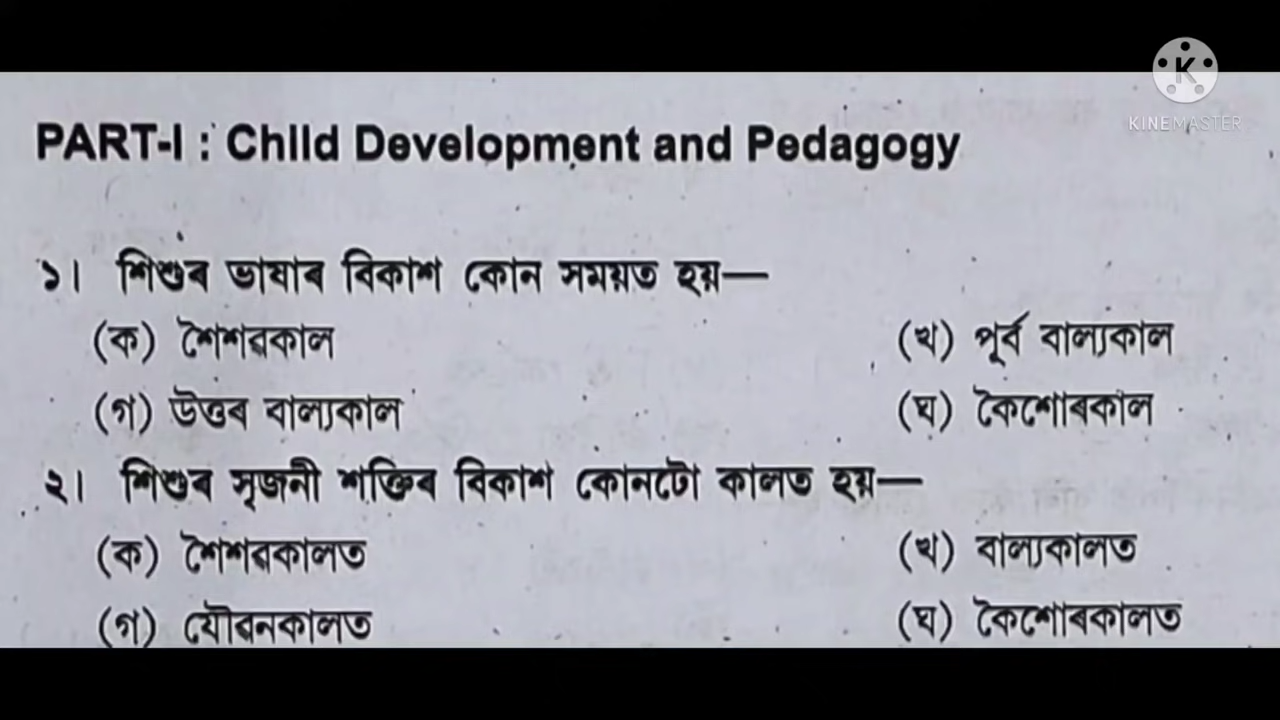 K
KINEMASTER
PART-I : Child Development and Pedagogy
১। শিশুৰ ভাষাৰ বিকাশ কোন সময়ত হয়—
(ক) শৈশৱকাল (খ) পূৰ্ব বাল্যকাল
(গ) উত্তৰ বাল্যকাল (ঘ) কৈশোৰকাল
২। শিশুৰ সৃজনী শক্তিৰ বিকাশ কোনটো কালত হয়—
(ক) শৈশৱকালত (খ) বাল্যকালত
(গ) যৌৱনকালত (ঘ) কৈশোৰকালত